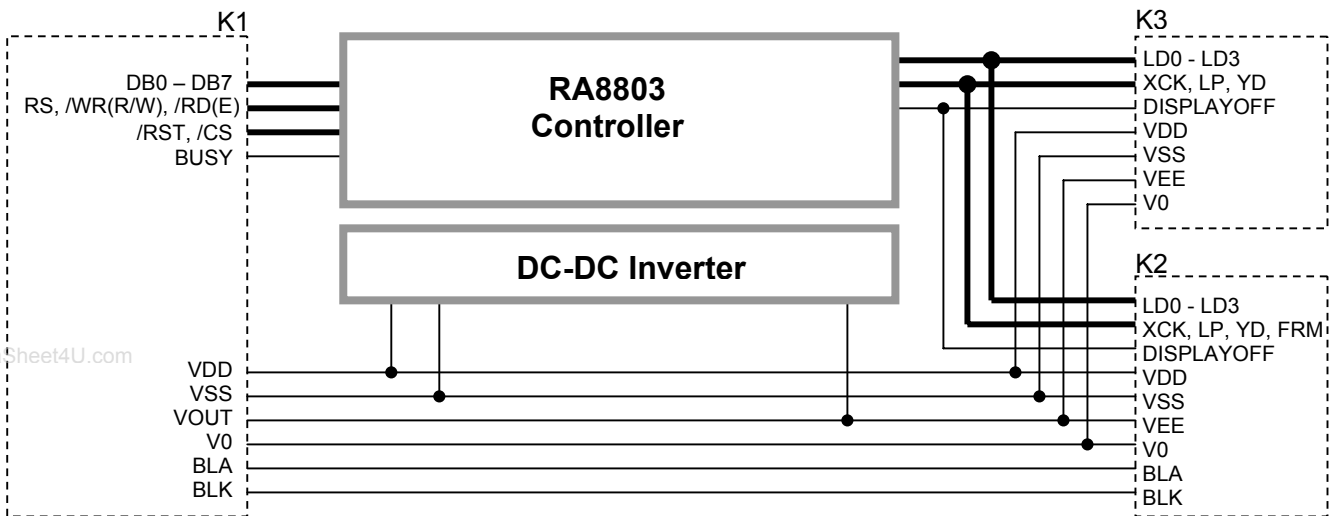 K1
DB0 – DB7
RS, /WR(R/W), /RD(E)
/RST, /CS
BUSY
VDD
VSS
VOUT
V0
BLA
BLK
RA8803
Controller
DC-DC Inverter
K3
LD0 - LD3
XCK, LP, YD
DISPLAYOFF
VDD
VSS
VEE
V0
K2
LD0 - LD3
XCK, LP, YD, FRM
DISPLAYOFF
VDD
VSS
VEE
V0
BLA
BLK
Sheet4U.com